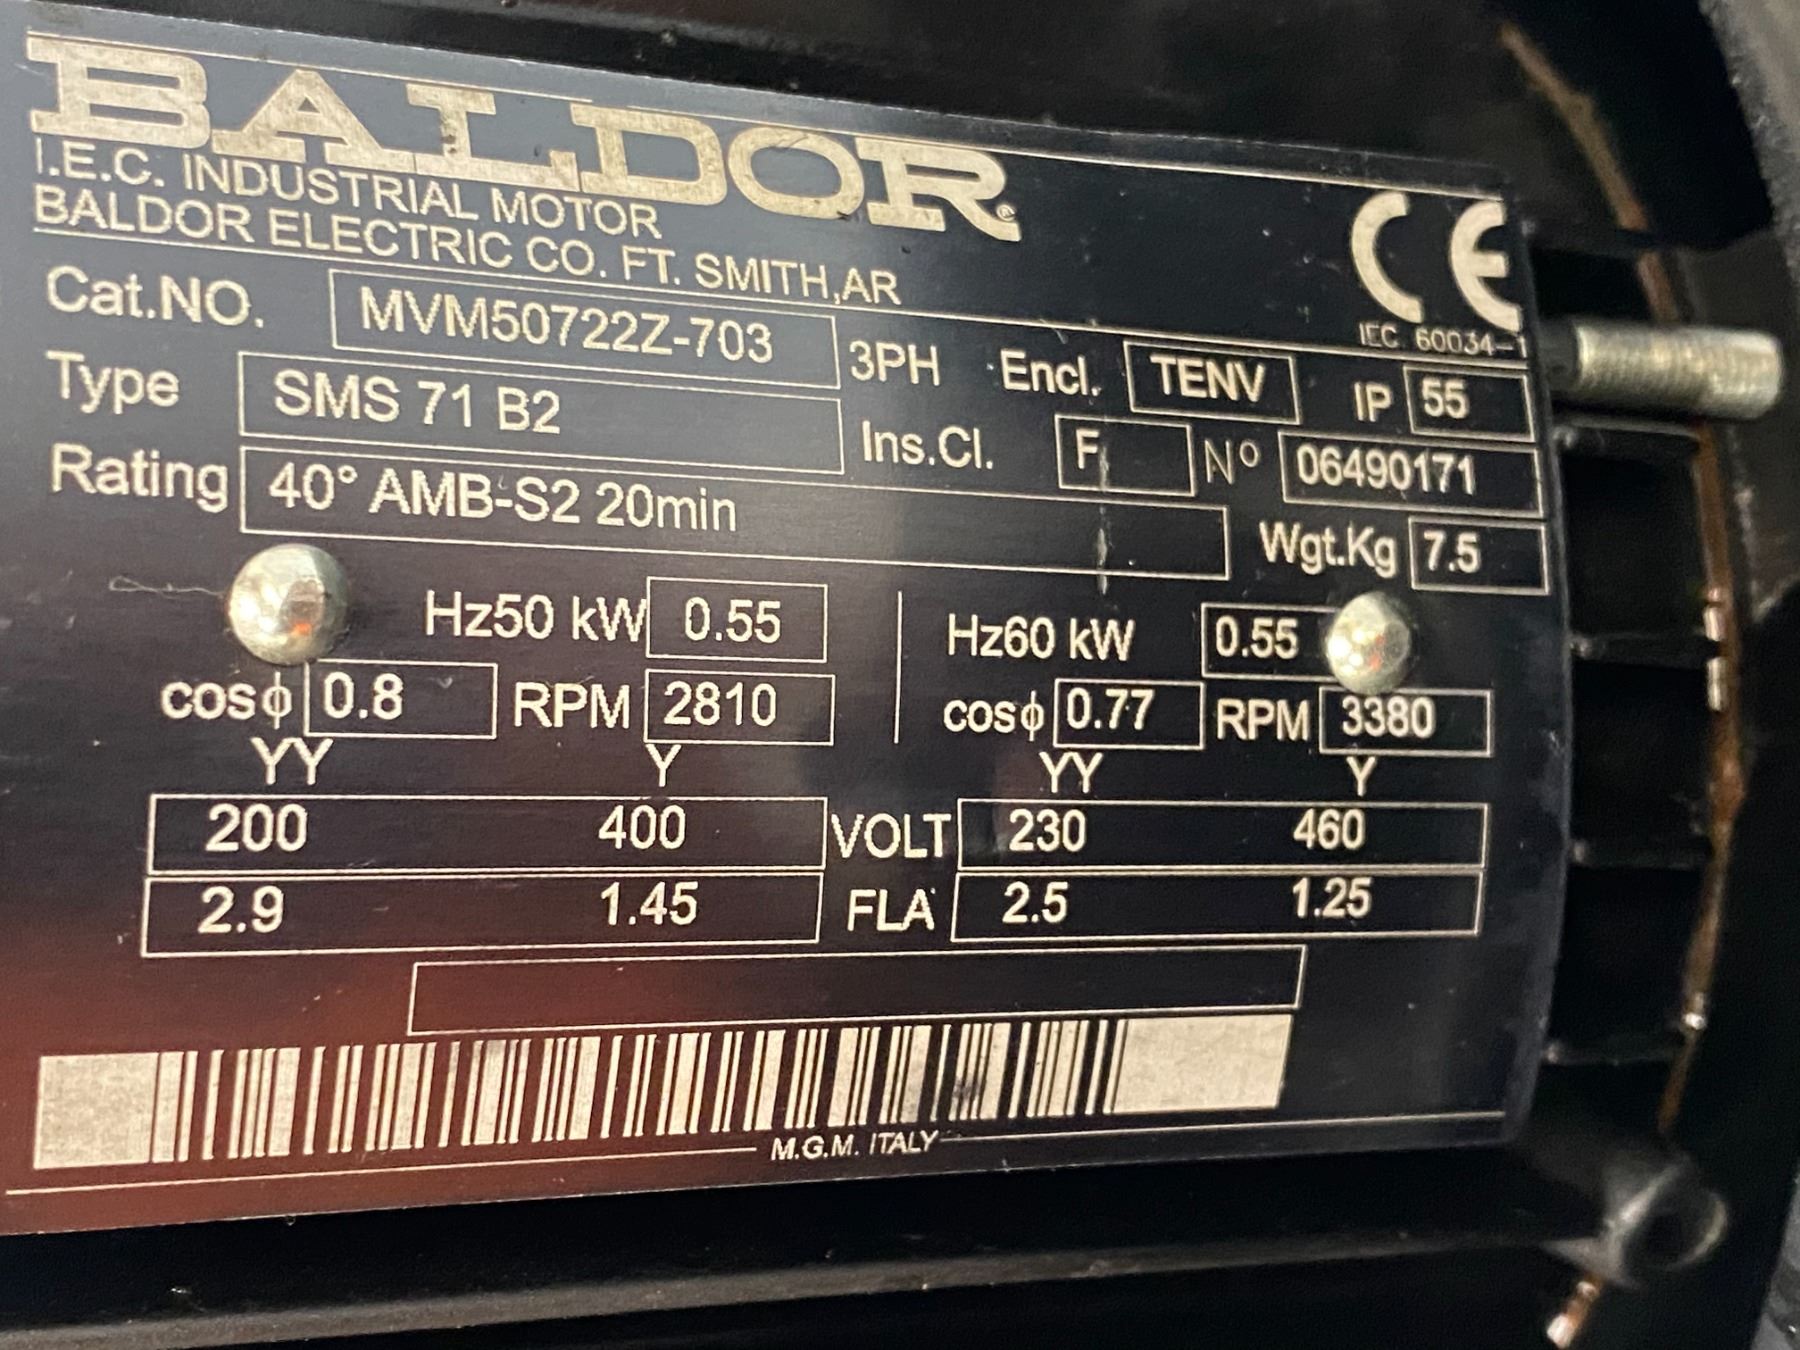 BALDOR®
I.E.C. INDUSTRIAL MOTOR
BALDOR ELECTRIC CO. FT. SMITH,AR
CE
IEC. 60034-1
Cat.NO. MVM50722Z-703 3PH Encl. TENV IP 55
Type SMS 71 B2 Ins.Cl. F Nº 06490171
Rating 40° AMB-S2 20min Wgt.Kg 7.5
Hz50 kW 0.55 Hz60 kW 0.55
cosϕ 0.8 RPM 2810 cosϕ 0.77 RPM 3380
YY Y YY Y
200 400 VOLT 230 460
2.9 1.45 FLA 2.5 1.25
M.G.M. ITALY